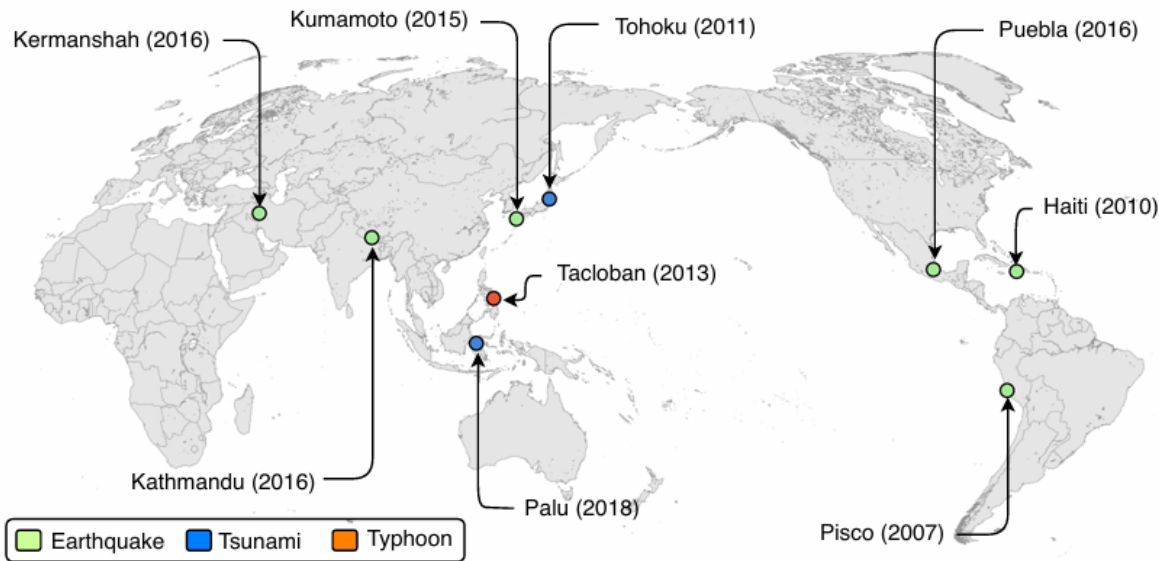 Kumamoto (2015)
Tohoku (2011)
Puebla (2016)
Kermanshah (2016)
Haiti (2010)
Tacloban (2013)
Kathmandu (2016)
Palu (2018)
Pisco (2007)
Earthquake
Tsunami
Typhoon